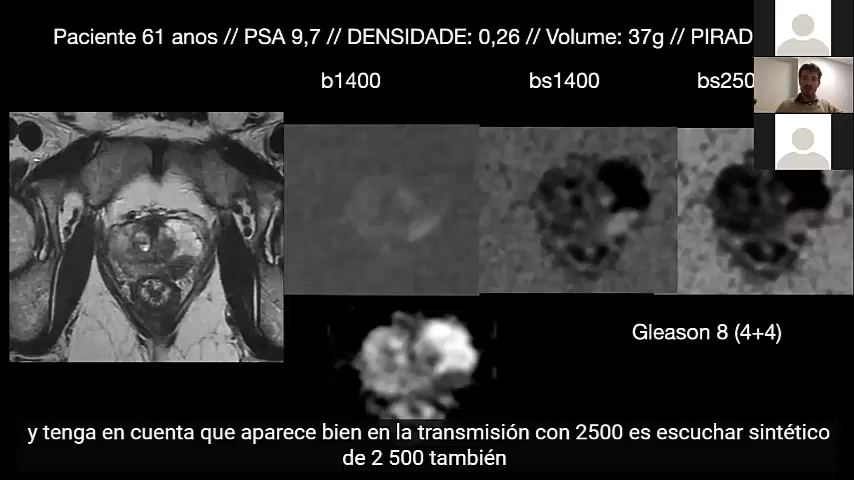 Paciente 61 anos // PSA 9,7 // DENSIDADE: 0,26 // Volume: 37g // PIRAD
b1400 bs1400 bs250
Gleason 8 (4+4)
y tenga en cuenta que aparece bien en la transmisión con 2500 es escuchar sintético
de 2 500 también